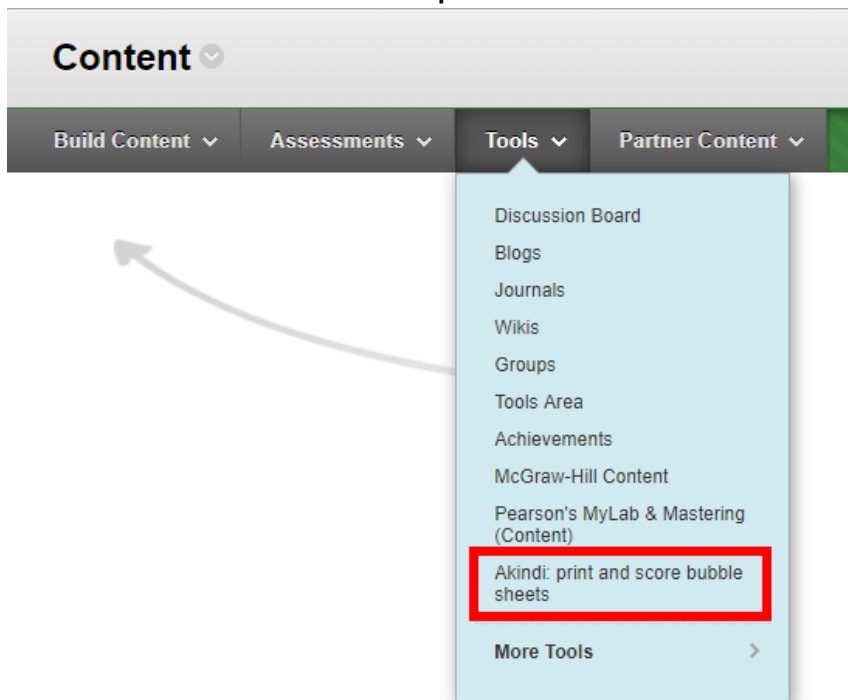 Content
Build Content Assessments Tools Partner Content
Discussion Board
Blogs
Journals
Wikis
Groups
Tools Area
Achievements
McGraw-Hill Content
Pearson's MyLab & Mastering
(Content)
Akindi: print and score bubble
sheets
More Tools